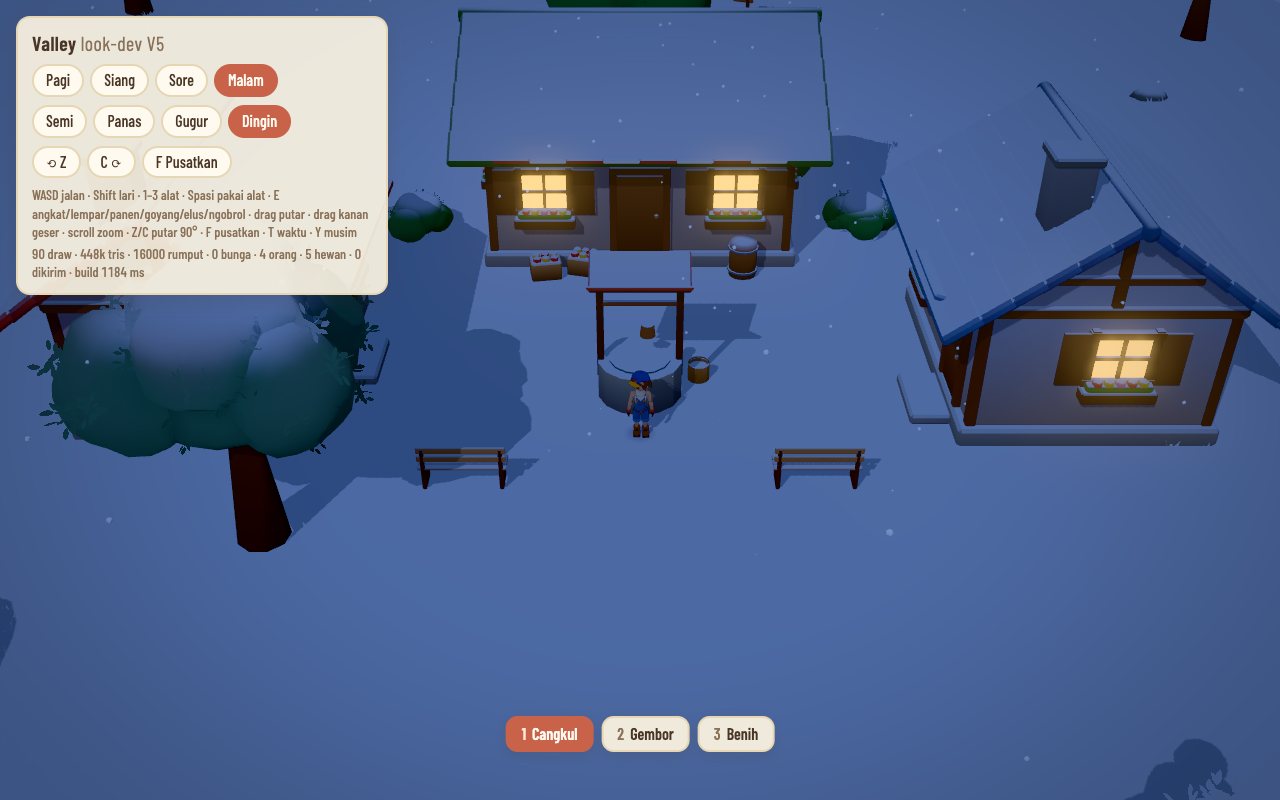 Valley look-dev V5
Pagi Siang Sore Malam
Semi Panas Gugur Dingin
⟲ Z C ⟳ F Pusatkan
WASD jalan · Shift lari · 1–3 alat · Spasi pakai alat · E
angkat/lempar/panen/goyang/elus/ngobrol · drag putar · drag kanan
geser · scroll zoom · Z/C putar 90° · F pusatkan · T waktu · Y musim
90 draw · 448k tris · 16000 rumput · 0 bunga · 4 orang · 5 hewan · 0
dikirim · build 1184 ms
1 Cangkul 2 Gembor 3 Benih